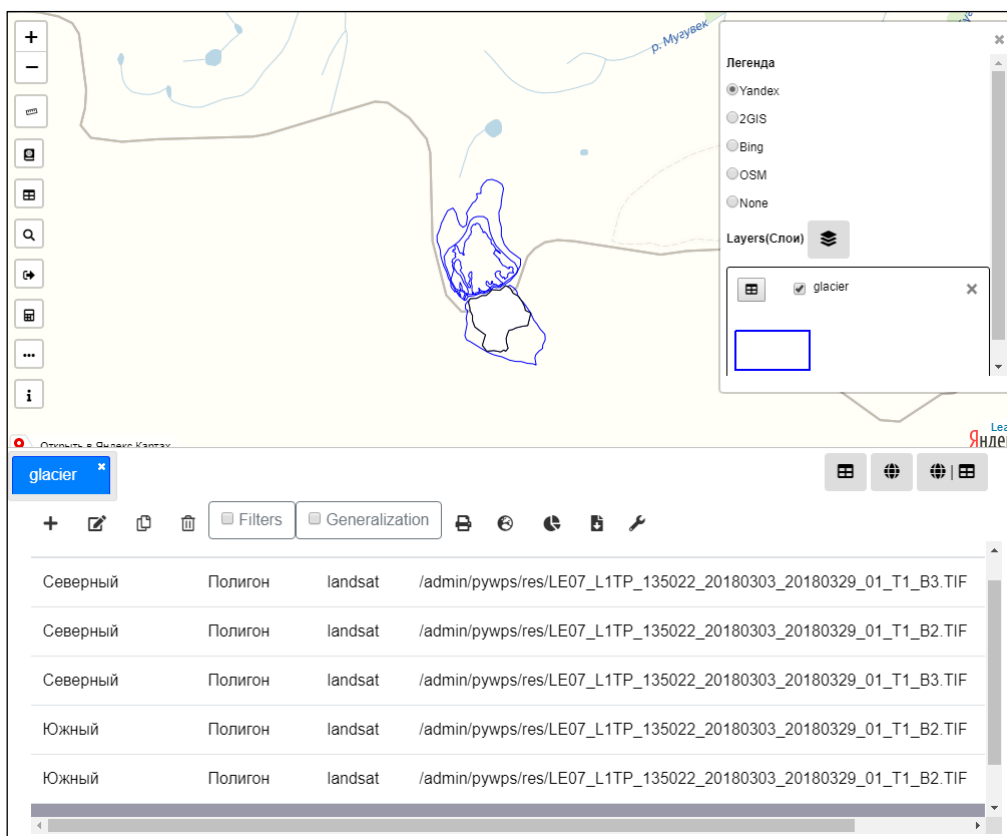 +
−
р. Мугувек
Легенда
Yandex
2GIS
Bing
OSM
None
Layers(Слои)
glacier
i
Открыть в Яндекс Картах
Lea
Янде
glacier
Filters
Generalization
Северный Полигон landsat /admin/pywps/res/LE07_L1TP_135022_20180303_20180329_01_T1_B3.TIF
Северный Полигон landsat /admin/pywps/res/LE07_L1TP_135022_20180303_20180329_01_T1_B2.TIF
Северный Полигон landsat /admin/pywps/res/LE07_L1TP_135022_20180303_20180329_01_T1_B3.TIF
Южный Полигон landsat /admin/pywps/res/LE07_L1TP_135022_20180303_20180329_01_T1_B2.TIF
Южный Полигон landsat /admin/pywps/res/LE07_L1TP_135022_20180303_20180329_01_T1_B2.TIF